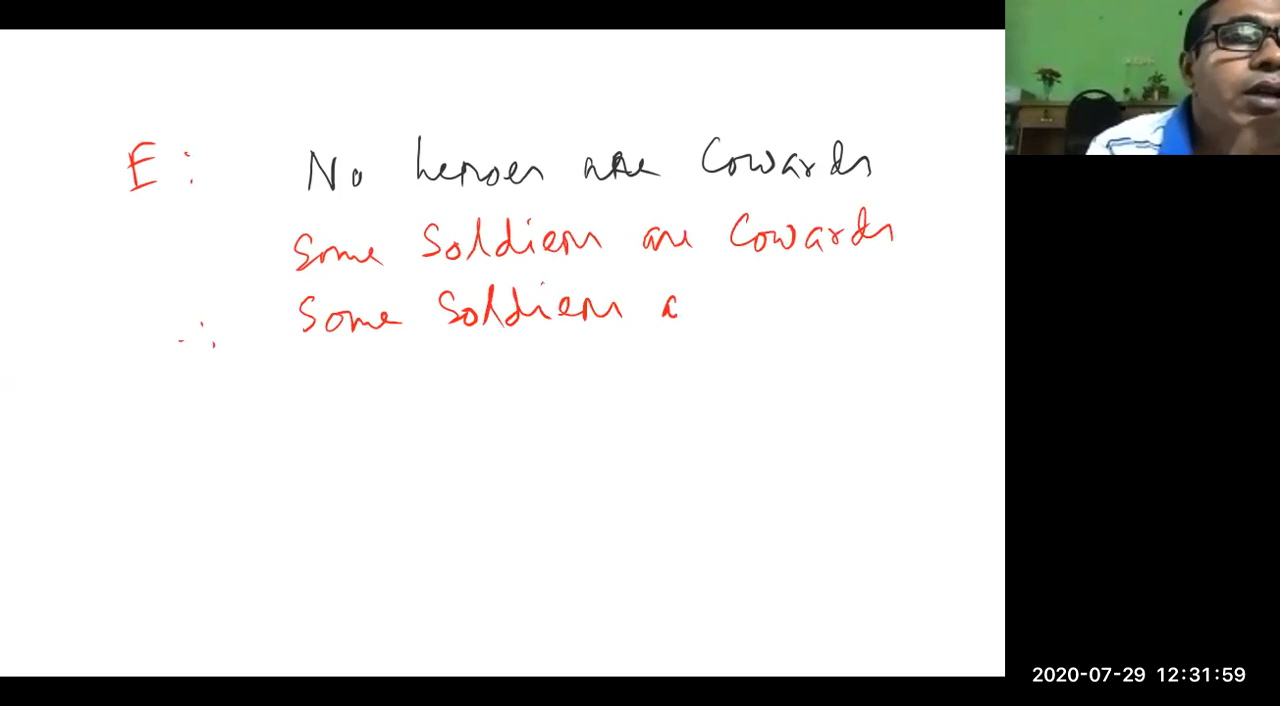 E: No heroes are Cowards
Some Soldiers are Cowards
∴ Some Soldiers a
2020-07-29 12:31:59